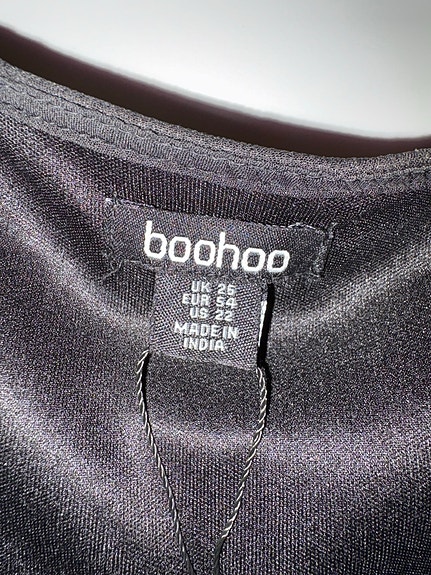 boohoo
UK 26
EUR 54
US 22
MADE IN
INDIA